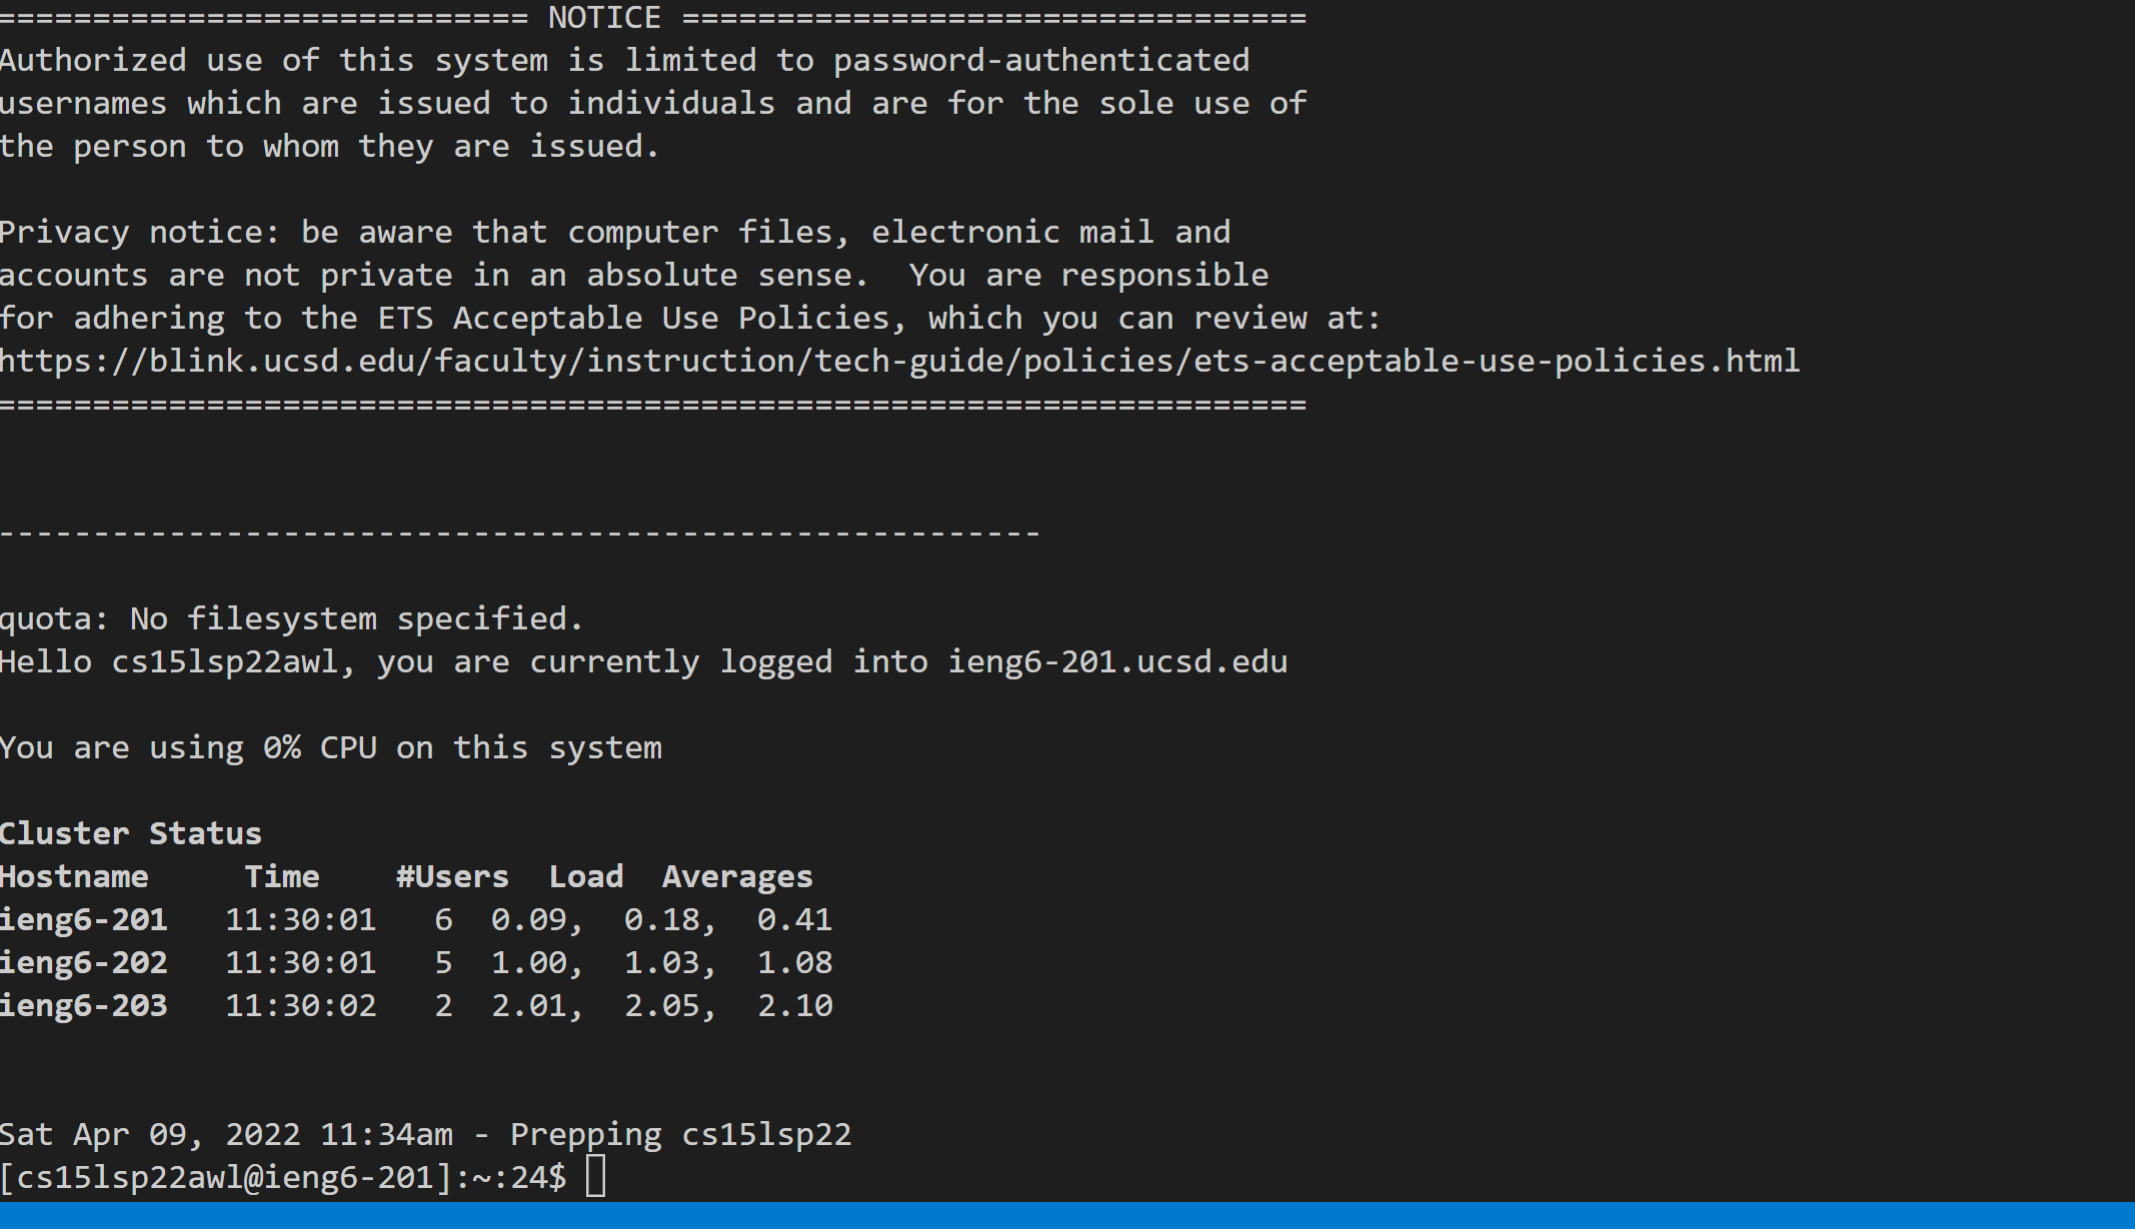 ============================ NOTICE =================================
Authorized use of this system is limited to password-authenticated
usernames which are issued to individuals and are for the sole use of
the person to whom they are issued.
Privacy notice: be aware that computer files, electronic mail and
accounts are not private in an absolute sense.  You are responsible
for adhering to the ETS Acceptable Use Policies, which you can review at:
https://blink.ucsd.edu/faculty/instruction/tech-guide/policies/ets-acceptable-use-policies.html
=====================================================================
-------------------------------------------------------
quota: No filesystem specified.
Hello cs15lsp22awl, you are currently logged into ieng6-201.ucsd.edu
You are using 0% CPU on this system
Cluster Status
Hostname     Time    #Users  Load  Averages
ieng6-201   11:30:01   6  0.09,  0.18,  0.41
ieng6-202   11:30:01   5  1.00,  1.03,  1.08
ieng6-203   11:30:02   2  2.01,  2.05,  2.10
Sat Apr 09, 2022 11:34am - Prepping cs15lsp22
[cs15lsp22awl@ieng6-201]:~:24$